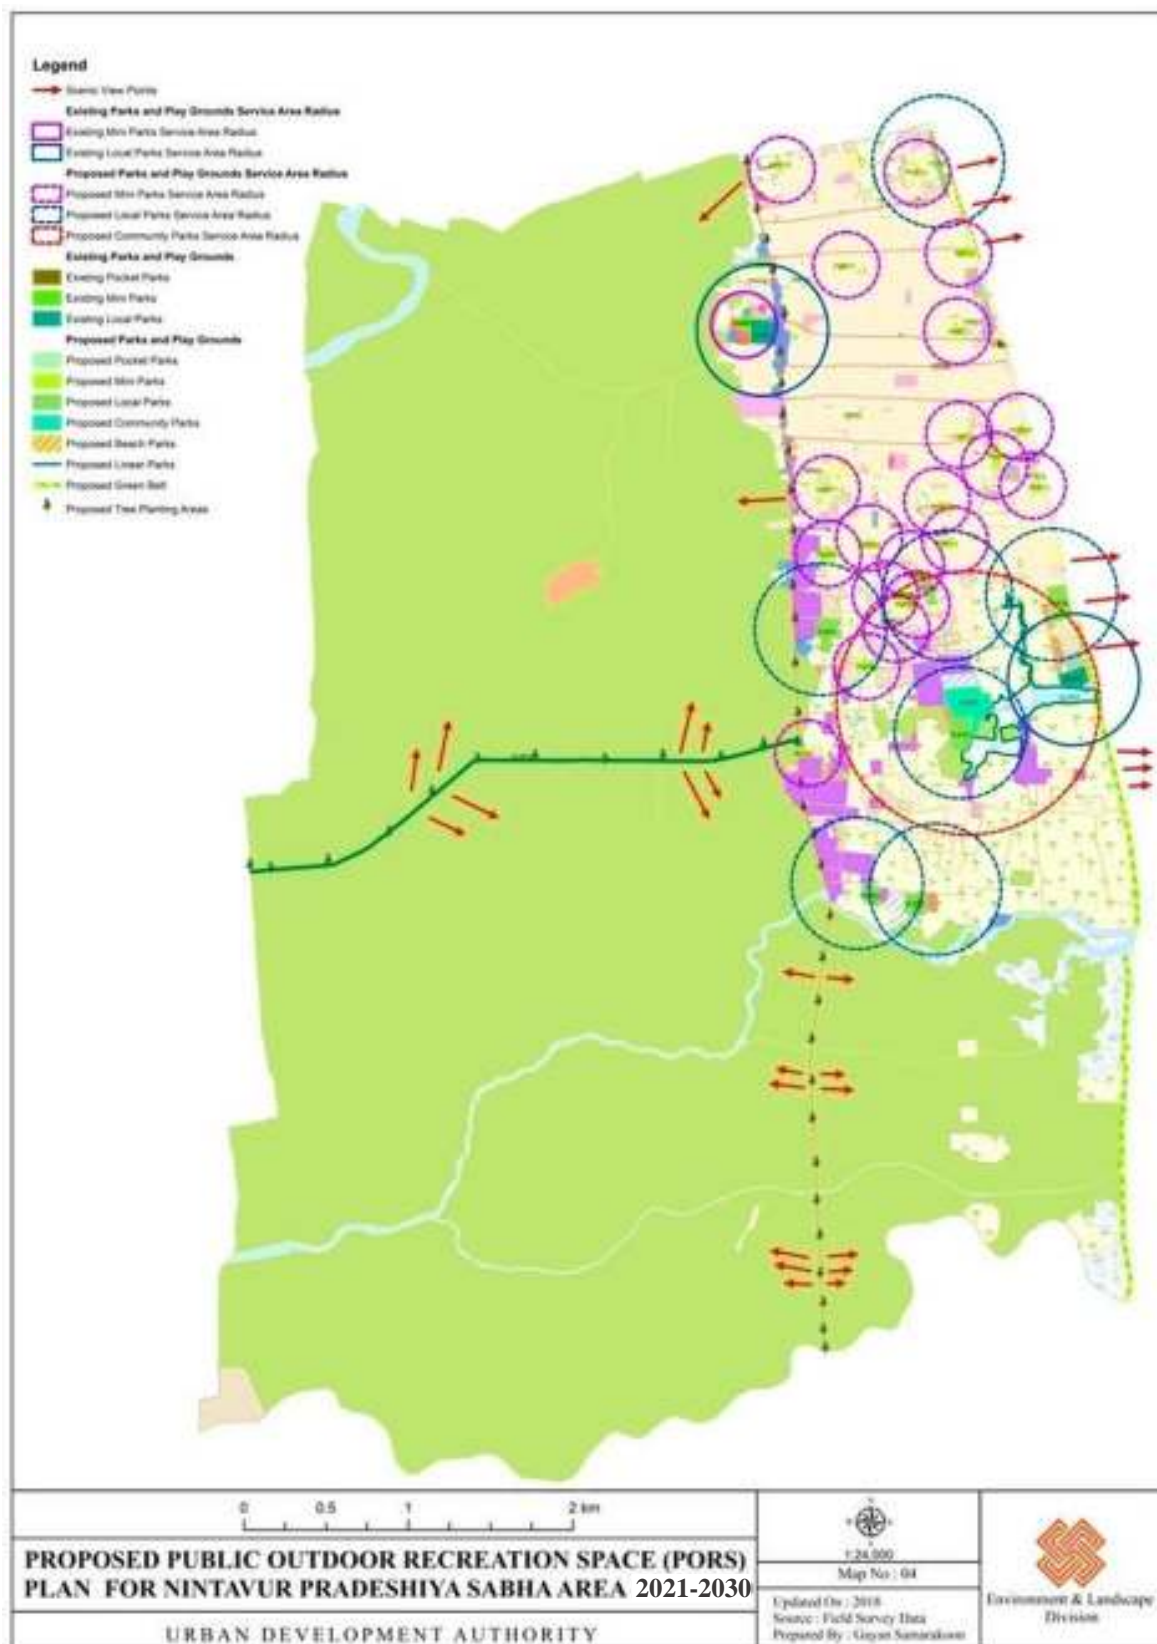 Legend
Scenic View Points
Existing Parks and Play Grounds Service Area Radius
Existing Mini Parks Service Area Radius
Existing Local Parks Service Area Radius
Proposed Parks and Play Grounds Service Area Radius
Proposed Mini Parks Service Area Radius
Proposed Local Parks Service Area Radius
Proposed Community Parks Service Area Radius
Existing Parks and Play Grounds
Existing Pocket Parks
Existing Mini Parks
Existing Local Parks
Proposed Parks and Play Grounds
Proposed Pocket Parks
Proposed Mini Parks
Proposed Local Parks
Proposed Community Parks
Proposed Beach Parks
Proposed Linear Parks
Proposed Green Belt
Proposed Tree Planting Areas
0 0.5 1 2 km
PROPOSED PUBLIC OUTDOOR RECREATION SPACE (PORS)
PLAN FOR NINTAVUR PRADESHIYA SABHA AREA 2021-2030
URBAN DEVELOPMENT AUTHORITY
1:24,000
Map No : 04
Updated On : 2018
Source : Field Survey Data
Prepared By : Gayan Samarakoon
Environment & Landscape
Division